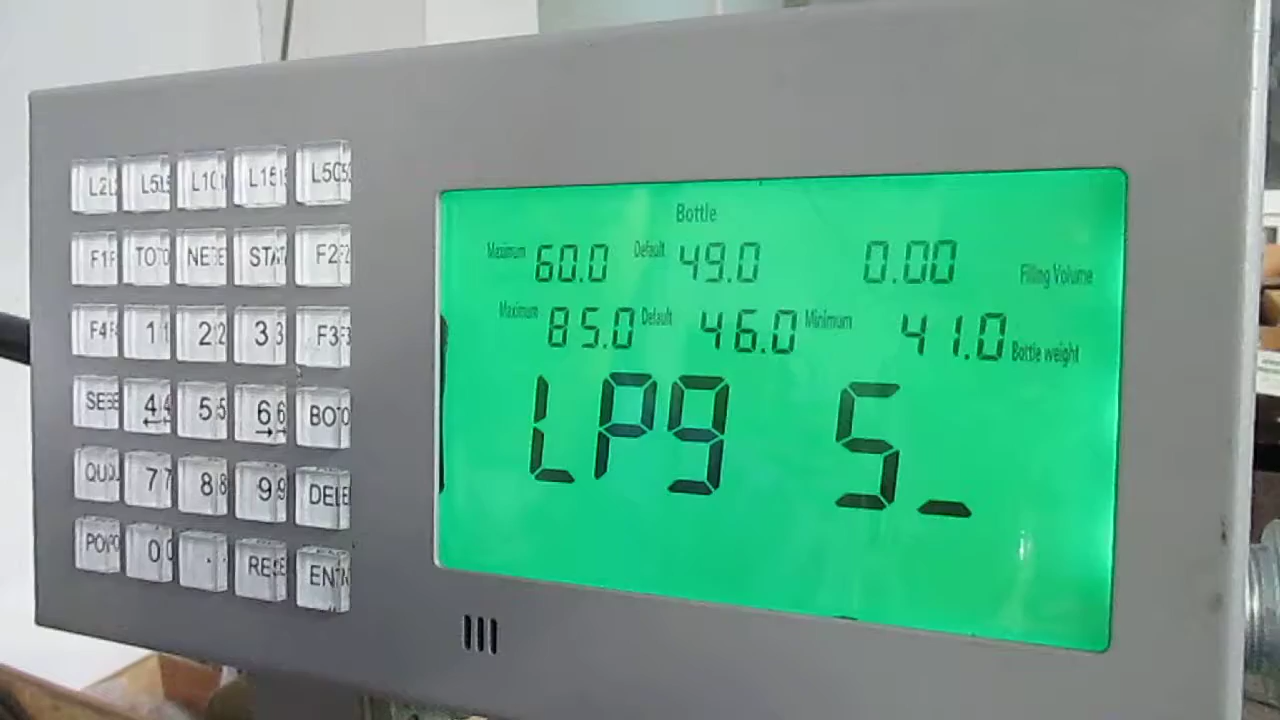 L2 L5 L10 L15 L50
F1 TOT NE STA F2
F4 1 2 3 F3
SE 4 5 6 BO
QU 7 8 9 DEL
PO 0 . RES ENT
Bottle
Maximum 60.0 Default 49.0 0.00 Filling Volume
Maximum 85.0 Default 46.0 Minimum 41.0 Bottle weight
LP9 5_